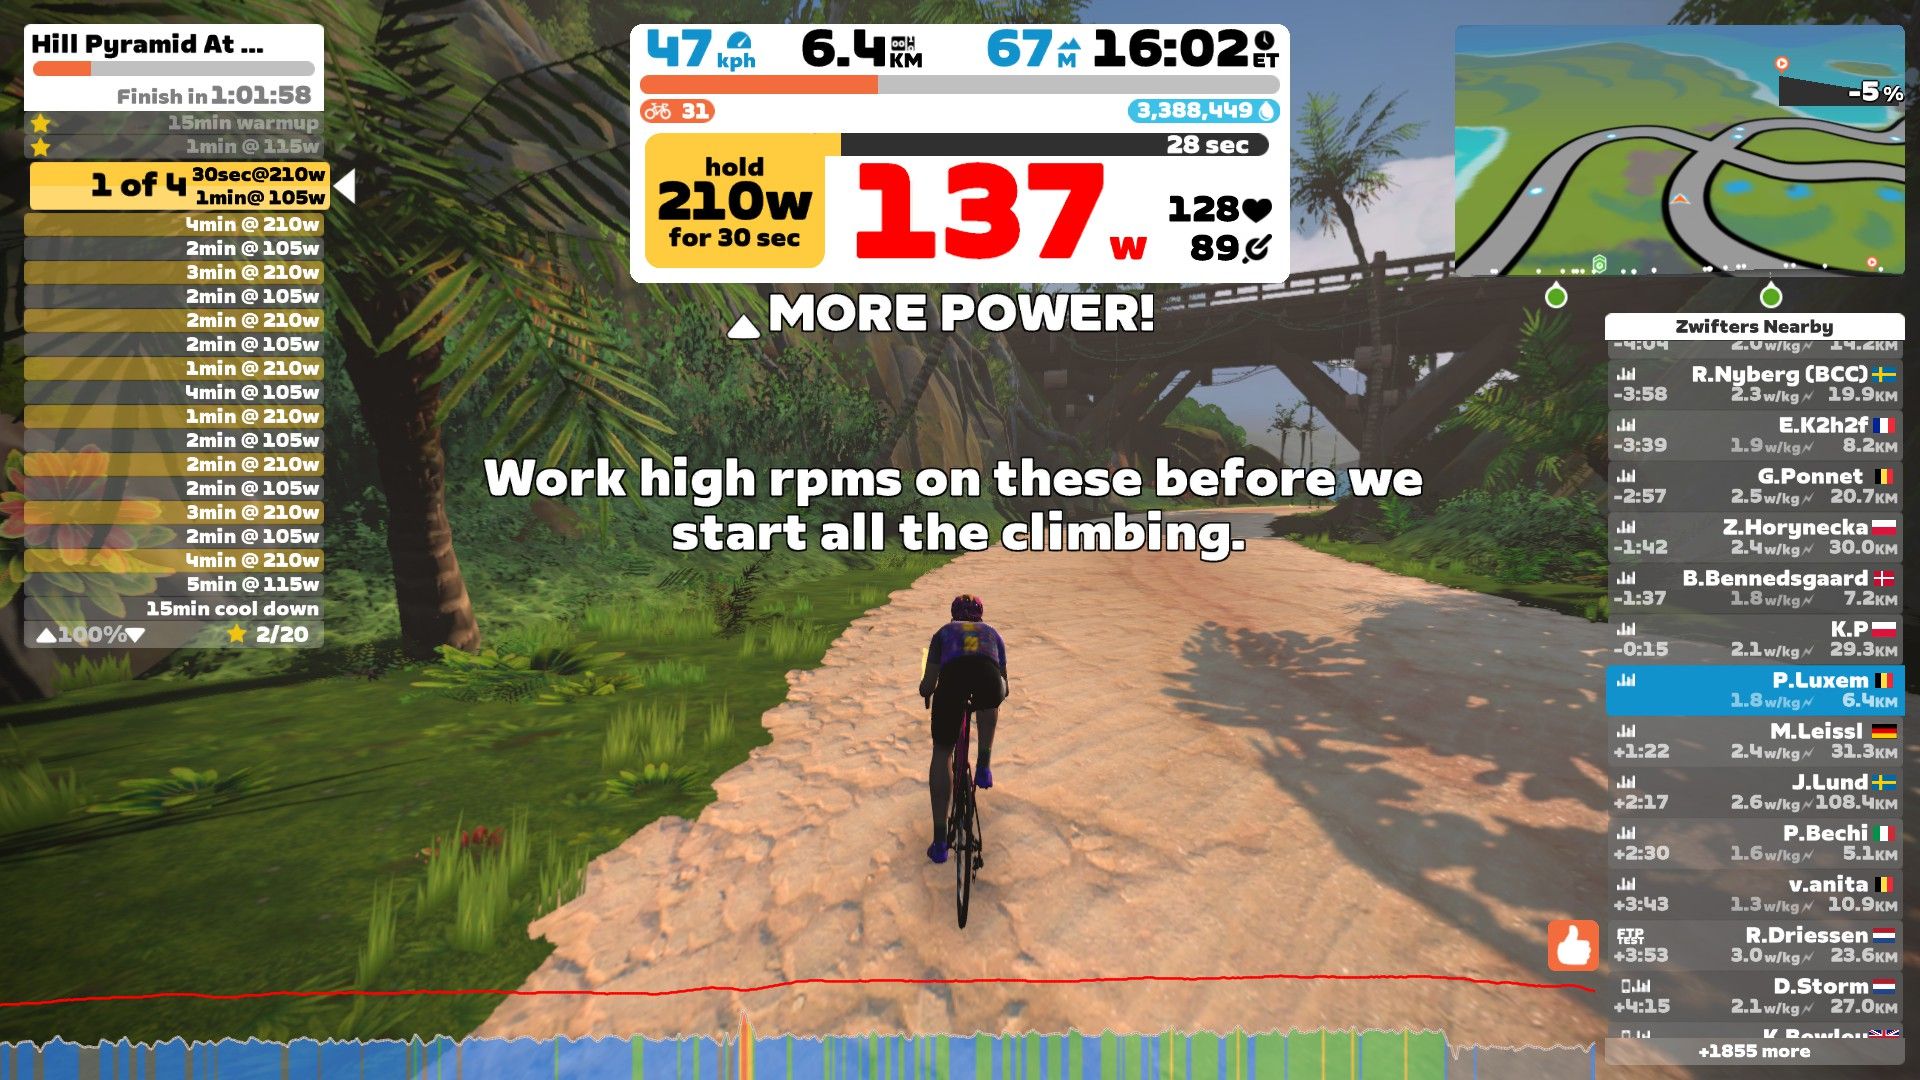 Hill Pyramid At ...
Finish in 1:01:58
15min warmup
1min @ 115w
1 of 4 30sec@210w
1min@ 105w
4min @ 210w
2min @ 105w
3min @ 210w
2min @ 105w
2min @ 210w
2min @ 105w
1min @ 210w
4min @ 105w
1min @ 210w
2min @ 105w
2min @ 210w
2min @ 105w
3min @ 210w
2min @ 105w
4min @ 210w
5min @ 115w
15min cool down
100% 2/20
47 kph 6.4 KM 67 M 16:02 ET
31 3,388,449
28 sec
hold
210w
for 30 sec
137 w
128
89
MORE POWER!
Work high rpms on these before we
start all the climbing.
-5%
Zwifters Nearby
-4:04 2.0w/kg 14.2KM
R.Nyberg (BCC)
-3:58 2.3w/kg 19.9KM
E.K2h2f
-3:39 1.9w/kg 8.2KM
G.Ponnet
-2:57 2.5w/kg 20.7KM
Z.Horynecka
-1:42 2.4w/kg 30.0KM
B.Bennedsgaard
-1:37 1.8w/kg 7.2KM
K.P
-0:15 2.1w/kg 29.3KM
P.Luxem
1.8w/kg 6.4KM
M.Leissl
+1:22 2.4w/kg 31.3KM
J.Lund
+2:17 2.6w/kg 108.4KM
P.Bechi
+2:30 1.6w/kg 5.1KM
v.anita
+3:43 1.3w/kg 10.9KM
FTP TEST R.Driessen
+3:53 3.0w/kg 23.6KM
D.Storm
+4:15 2.1w/kg 27.0KM
K.Bowley
+1855 more